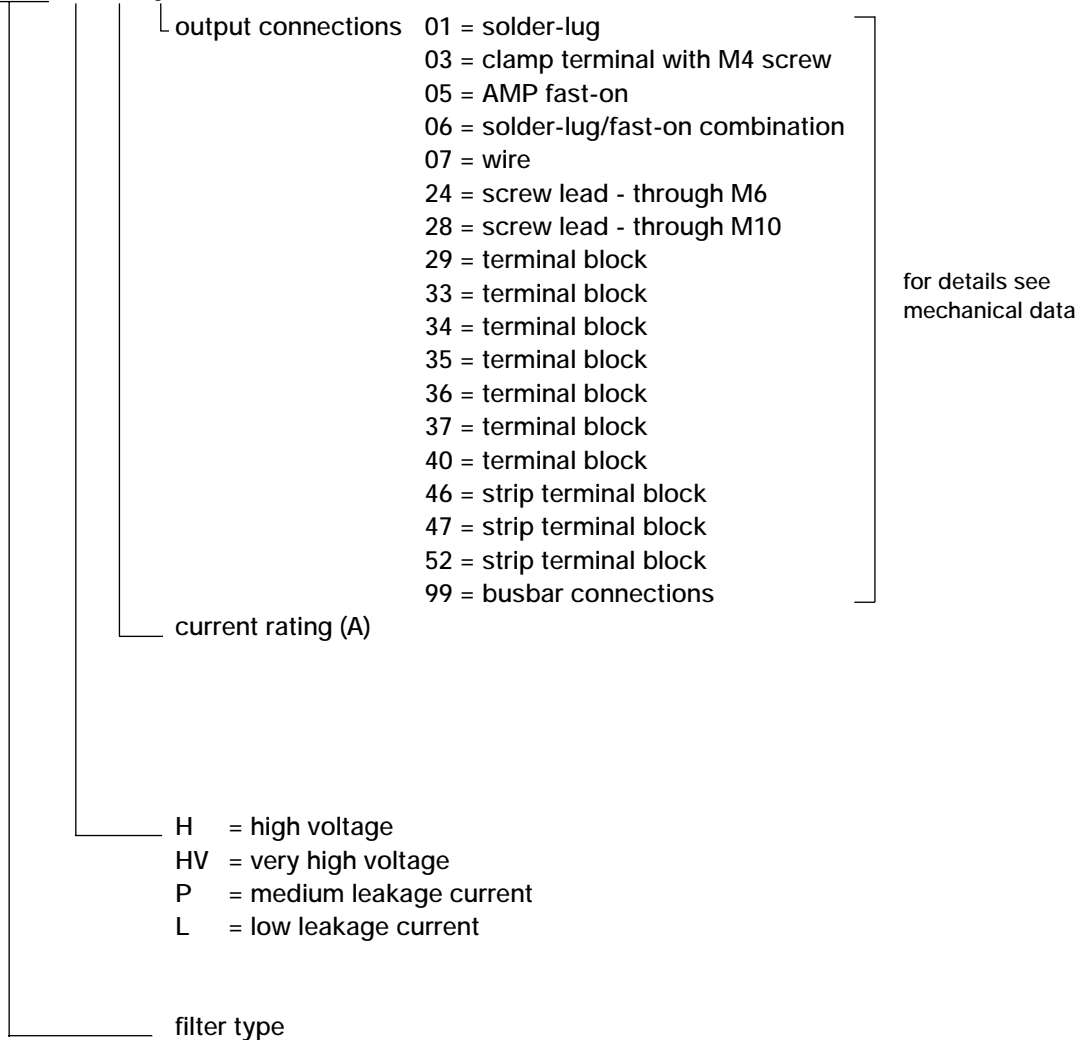 output connections 01 = solder-lug
03 = clamp terminal with M4 screw
05 = AMP fast-on
06 = solder-lug/fast-on combination
07 = wire
24 = screw lead - through M6
28 = screw lead - through M10
29 = terminal block
33 = terminal block
34 = terminal block
35 = terminal block
36 = terminal block
37 = terminal block
40 = terminal block
46 = strip terminal block
47 = strip terminal block
52 = strip terminal block
99 = busbar connections
for details see
mechanical data
current rating (A)
H = high voltage
HV = very high voltage
P = medium leakage current
L = low leakage current
filter type